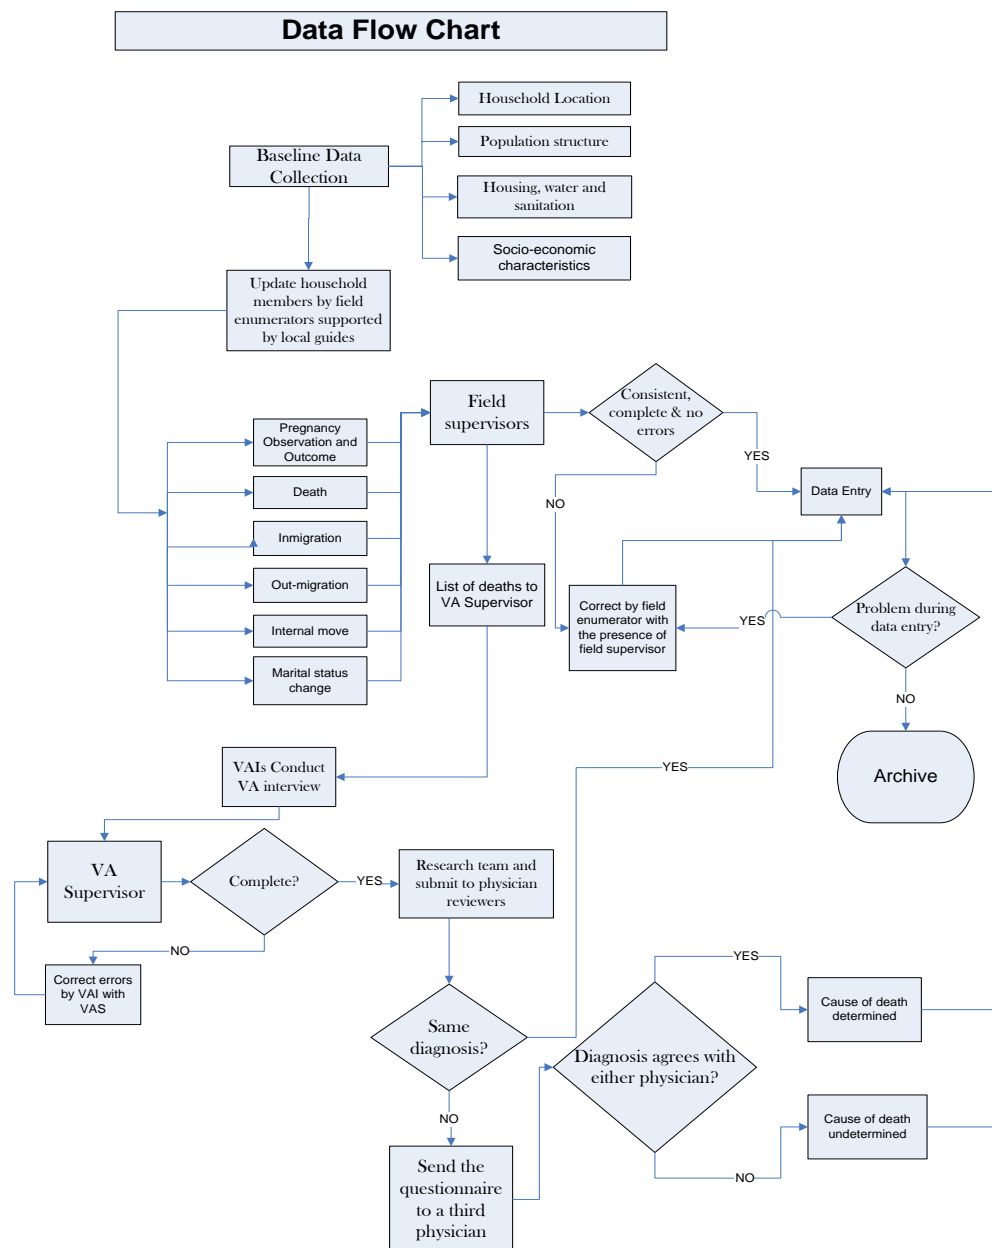 Data Flow Chart
Household Location
Population structure
Baseline Data
Collection
Housing, water and
sanitation
Socio-economic
characteristics
Update household
members by field
enumerators supported
by local guides
Pregnancy
Observation and
Outcome
Death
Inmigration
Out-migration
Internal move
Marital status
change
Field
supervisors
Consistent,
complete & no
errors
YES
NO
Data Entry
List of deaths to
VA Supervisor
Correct by field
enumerator with
the presence of
field supervisor
YES
Problem during
data entry?
NO
Archive
VAIs Conduct
VA interview
YES
VA
Supervisor
Complete?
YES
NO
Research team and
submit to physician
reviewers
Correct errors
by VAI with
VAS
Same
diagnosis?
NO
Send the
questionnaire
to a third
physician
Diagnosis agrees with
either physician?
YES
Cause of death
determined
NO
Cause of death
undetermined